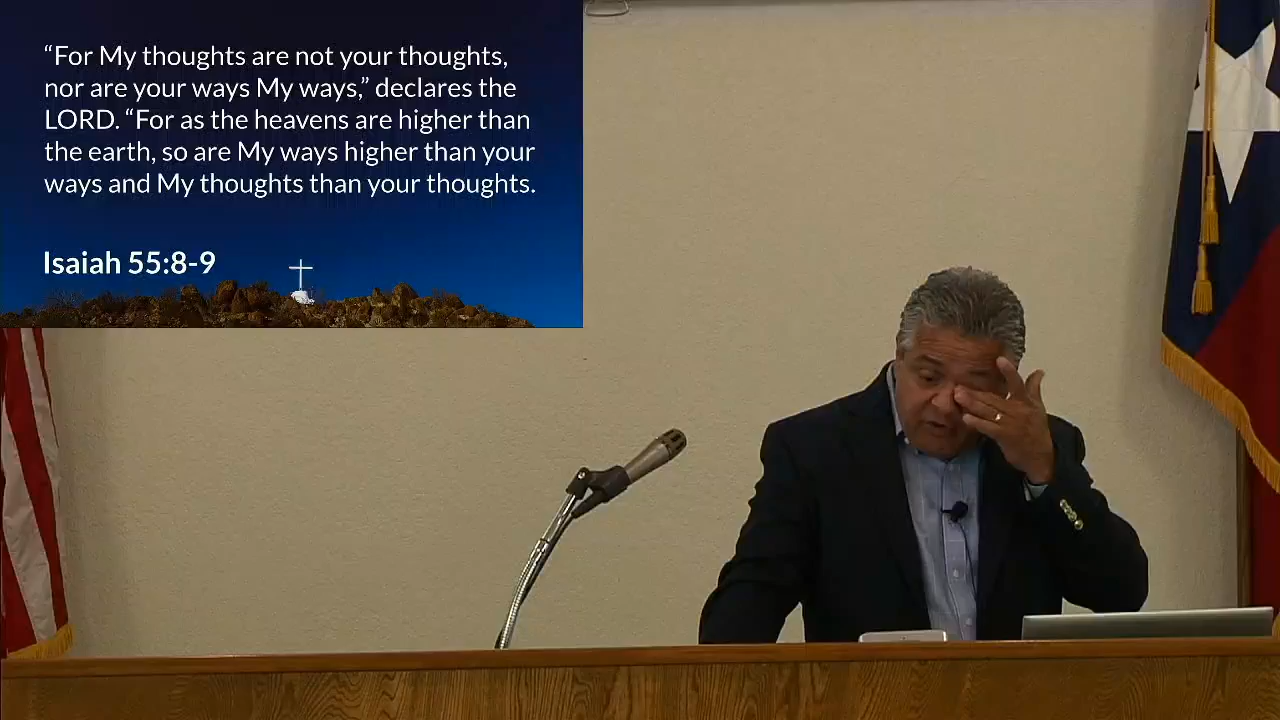 “For My thoughts are not your thoughts,
nor are your ways My ways,” declares the
LORD. “For as the heavens are higher than
the earth, so are My ways higher than your
ways and My thoughts than your thoughts.
Isaiah 55:8-9